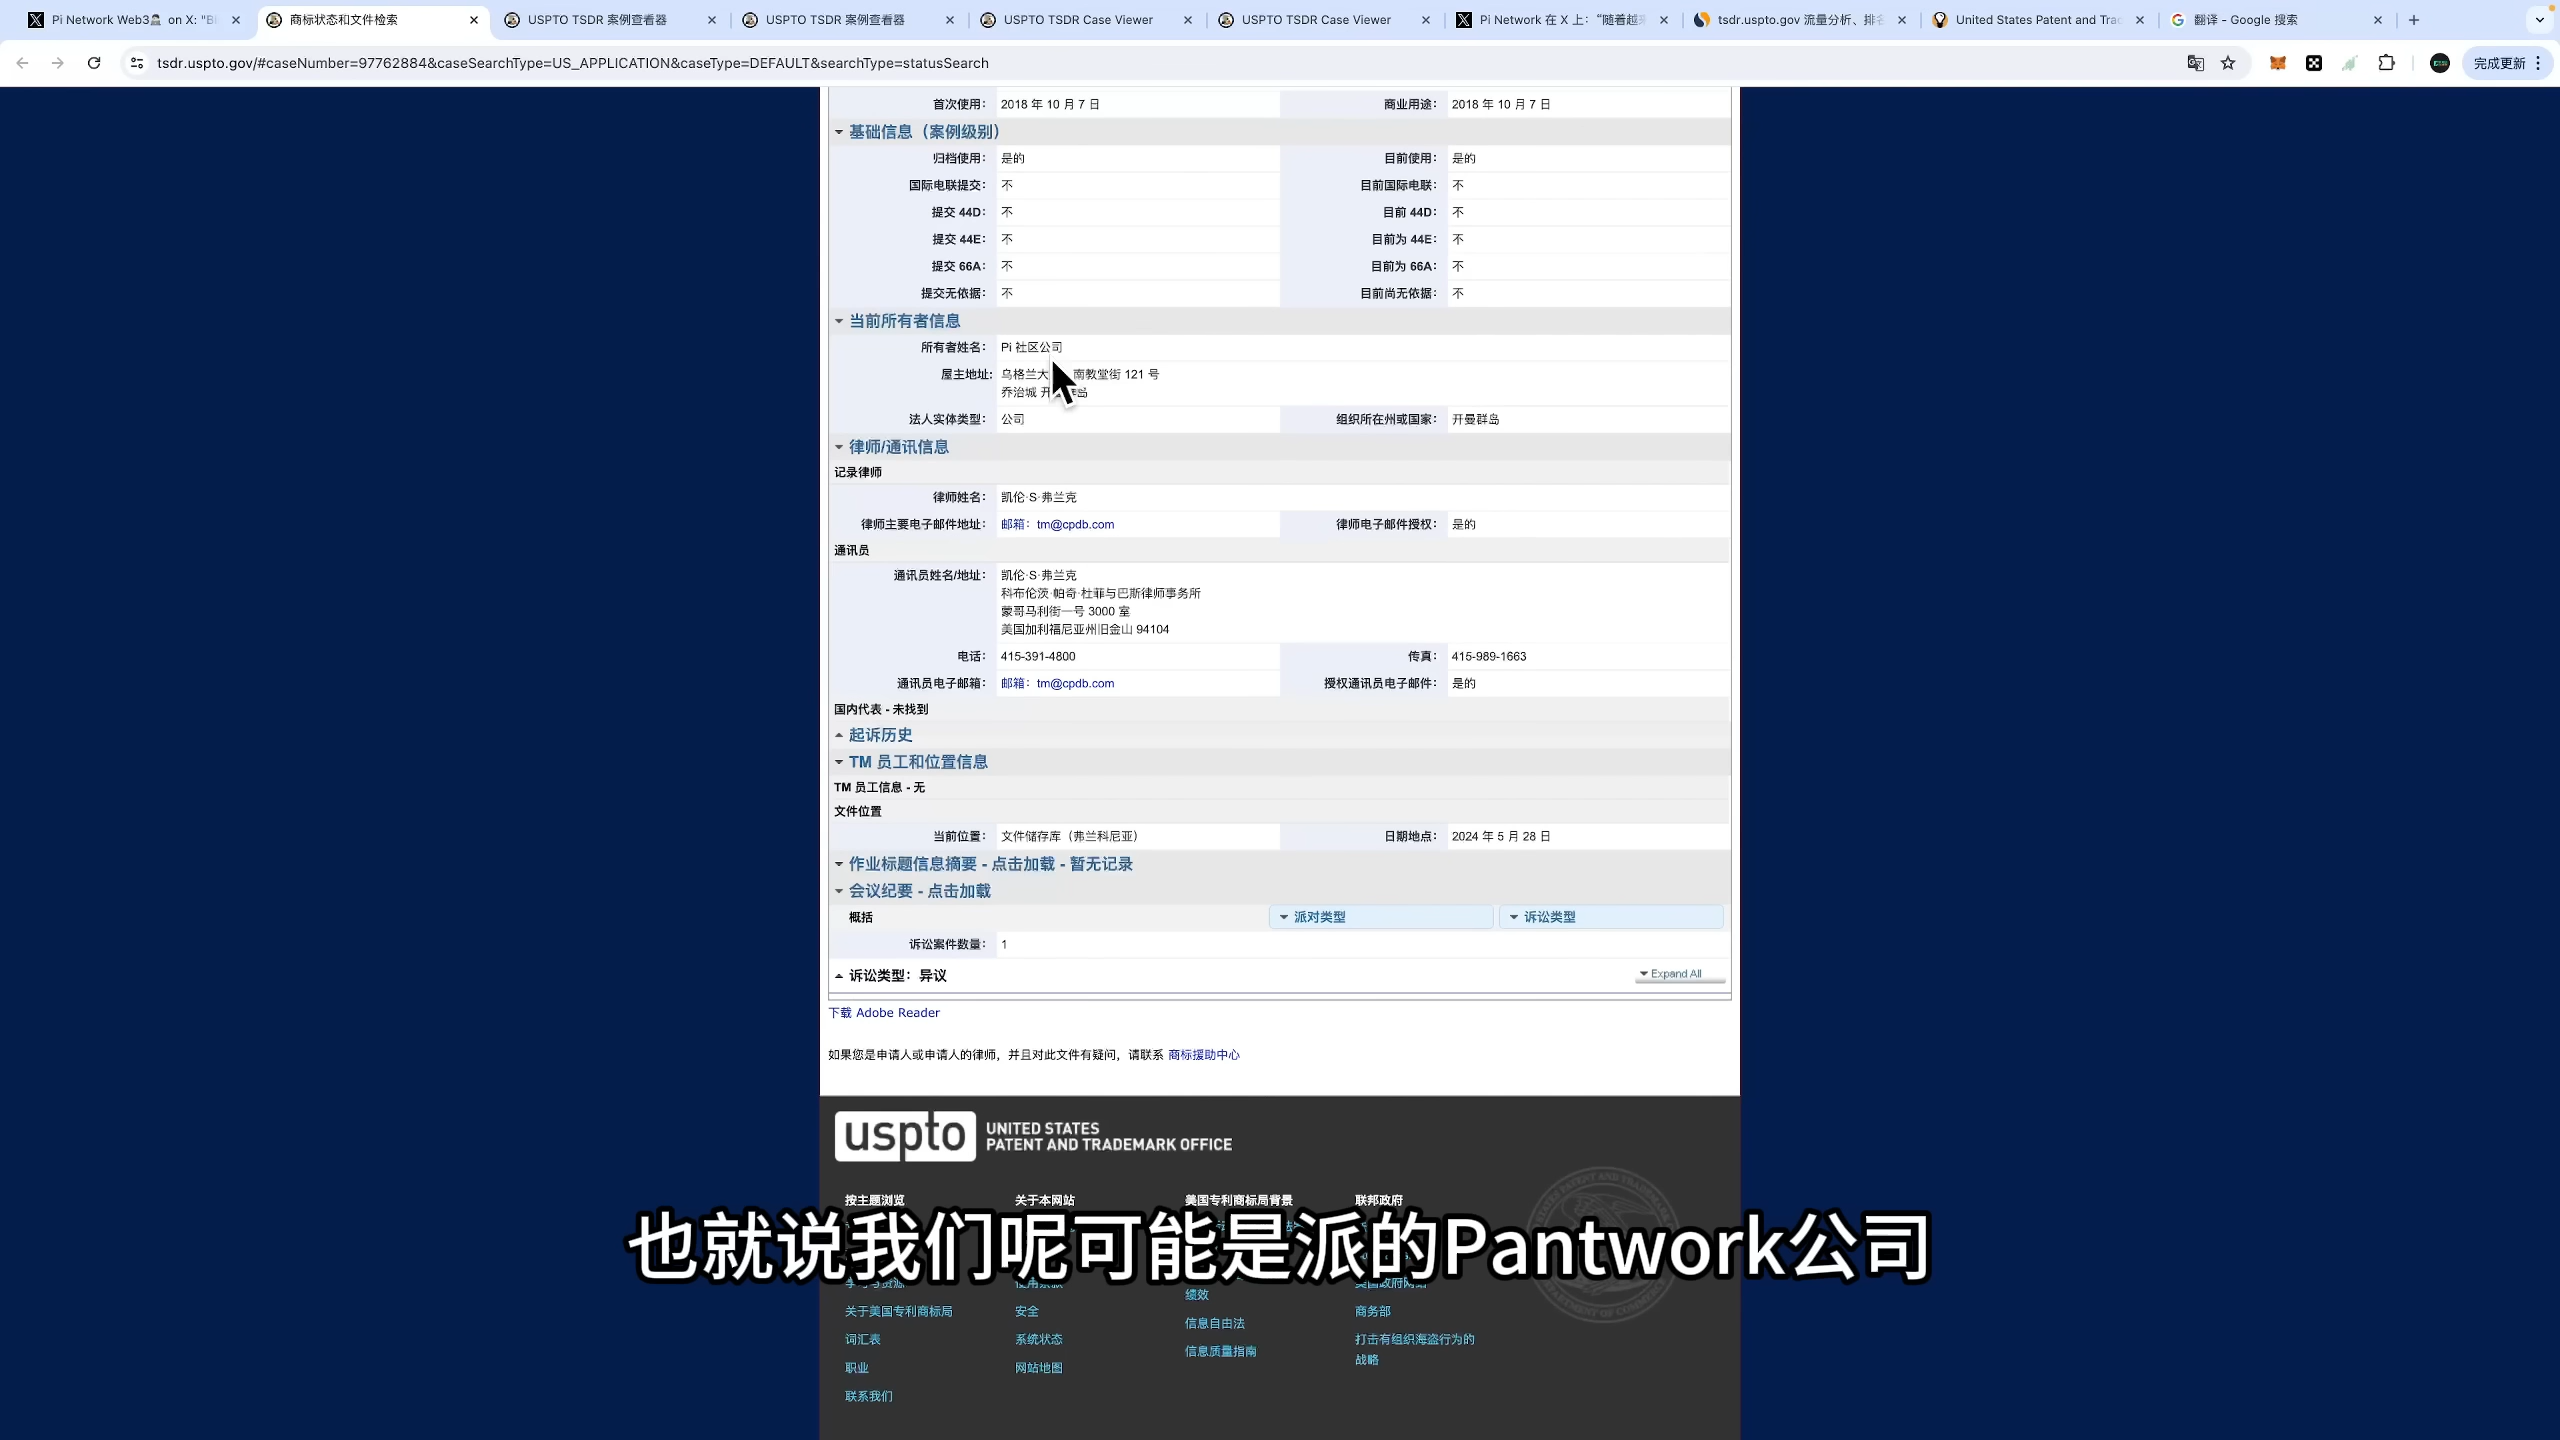 Pi Network Web3 on X: "Bl
商标状态和文件检索
USPTO TSDR 案例查看器
USPTO TSDR 案例查看器
USPTO TSDR Case Viewer
USPTO TSDR Case Viewer
Pi Network 在 X 上:“随着越来
tsdr.uspto.gov 流量分析、排名
United States Patent and Trad
翻译 - Google 搜索
tsdr.uspto.gov/#caseNumber=97762884&caseSearchType=US_APPLICATION&caseType=DEFAULT&searchType=statusSearch
完成更新
首次使用: 2018 年 10 月 7 日 商业用途: 2018 年 10 月 7 日
基础信息(案例级别)
归档使用: 是的 目前使用: 是的
国际电联提交: 不 目前国际电联: 不
提交 44D: 不 目前 44D: 不
提交 44E: 不 目前为 44E: 不
提交 66A: 不 目前为 66A: 不
提交无依据: 不 目前尚无依据: 不
当前所有者信息
所有者姓名: Pi 社区公司
屋主地址: 乌格兰大 南教堂街 121 号
乔治城 开 岛
法人实体类型: 公司 组织所在州或国家: 开曼群岛
律师/通讯信息
记录律师
律师姓名: 凯伦·S·弗兰克
律师主要电子邮件地址: 邮箱:tm@cpdb.com 律师电子邮件授权: 是的
通讯员
通讯员姓名/地址: 凯伦·S·弗兰克
科布伦茨·帕奇·杜菲与巴斯律师事务所
蒙哥马利街一号 3000 室
美国加利福尼亚州旧金山 94104
电话: 415-391-4800 传真: 415-989-1663
通讯员电子邮箱: 邮箱:tm@cpdb.com 授权通讯员电子邮件: 是的
国内代表 - 未找到
起诉历史
TM 员工和位置信息
TM 员工信息 - 无
文件位置
当前位置: 文件储存库(弗兰科尼亚) 日期地点: 2024 年 5 月 28 日
作业标题信息摘要 - 点击加载 - 暂无记录
会议纪要 - 点击加载
概括 派对类型 诉讼类型
诉讼案件数量: 1
诉讼类型:异议 Expand All
下载 Adobe Reader
如果您是申请人或申请人的律师,并且对此文件有疑问,请联系 商标援助中心
uspto UNITED STATES
PATENT AND TRADEMARK OFFICE
按主题浏览 关于本网站 美国专利商标局背景 联邦政府
也就说我们呢可能是派的Pantwork公司
绩效
关于美国专利商标局 安全 商务部
信息自由法
词汇表 系统状态 打击有组织海盗行为的
信息质量指南 战略
职业 网站地图
联系我们